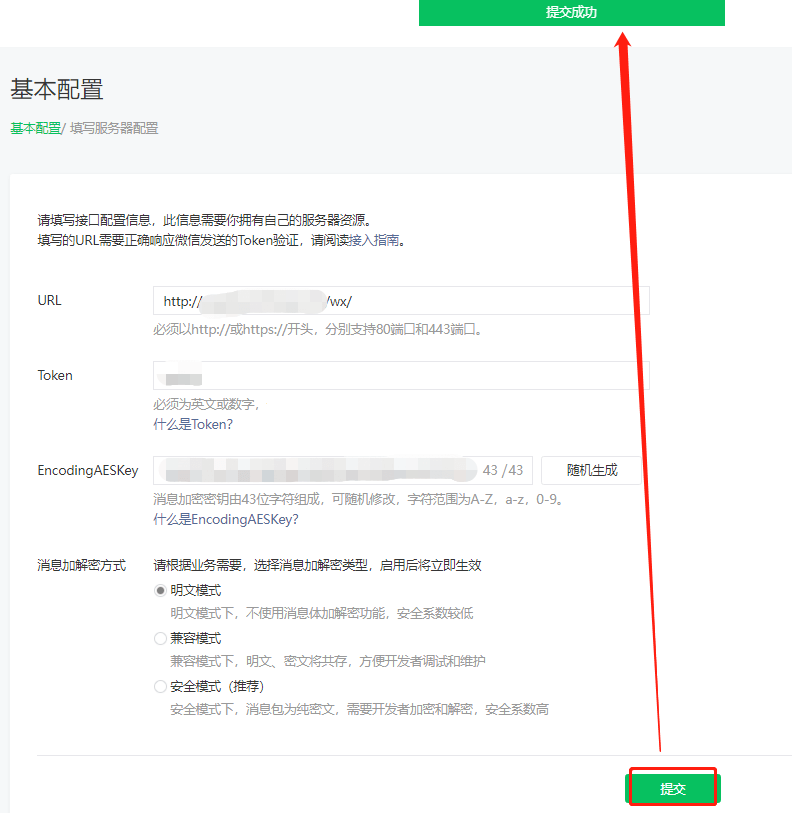 提交成功
基本配置
基本配置/ 填写服务器配置
请填写接口配置信息，此信息需要你拥有自己的服务器资源。
填写的URL需要正确响应微信发送的Token验证，请阅读接入指南。
URL
http:// /wx/
必须以http://或https://开头，分别支持80端口和443端口。
Token
必须为英文或数字，
什么是Token？
EncodingAESKey
43 /43
随机生成
消息加密密钥由43位字符组成，可随机修改，字符范围为A-Z，a-z，0-9。
什么是EncodingAESKey？
消息加解密方式
请根据业务需要，选择消息加解密类型，启用后将立即生效
明文模式
明文模式下，不使用消息体加解密功能，安全系数较低
兼容模式
兼容模式下，明文、密文将共存，方便开发者调试和维护
安全模式（推荐）
安全模式下，消息包为纯密文，需要开发者加密和解密，安全系数高
提交